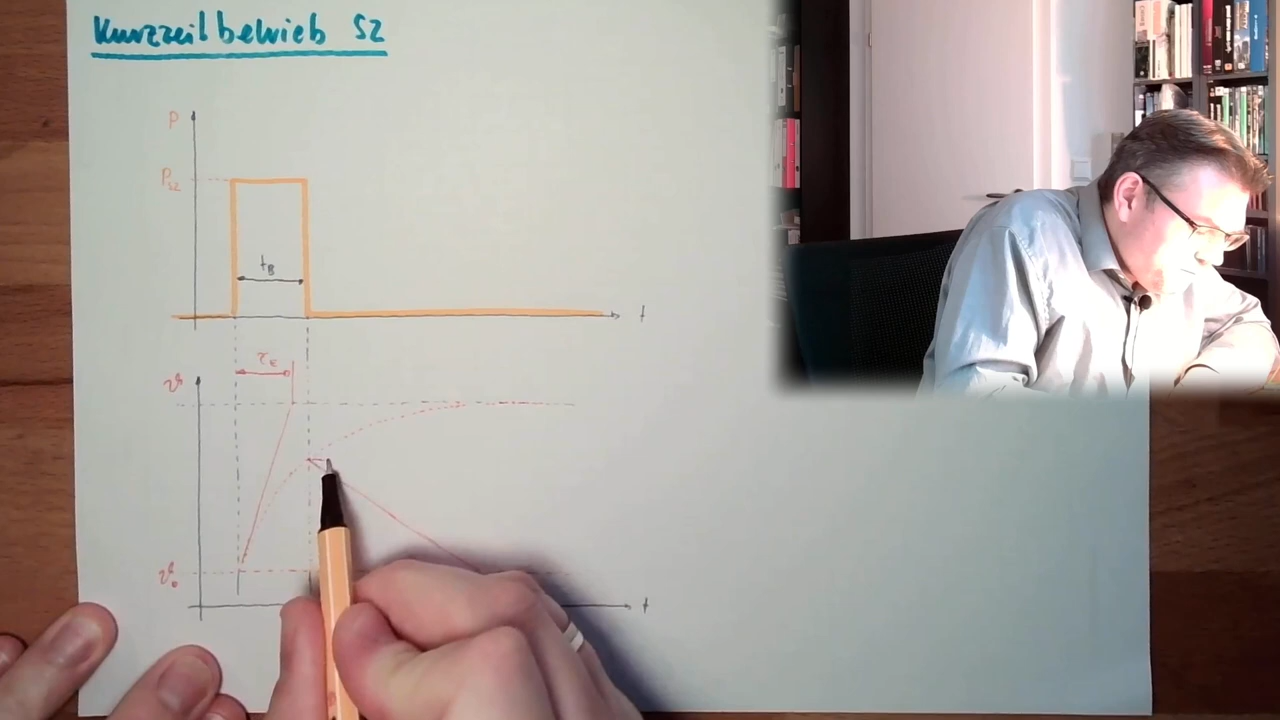 Kurzzeitbetrieb S2
P
P_S2
t_B
t
τ_E
ϑ
ϑ_0
t